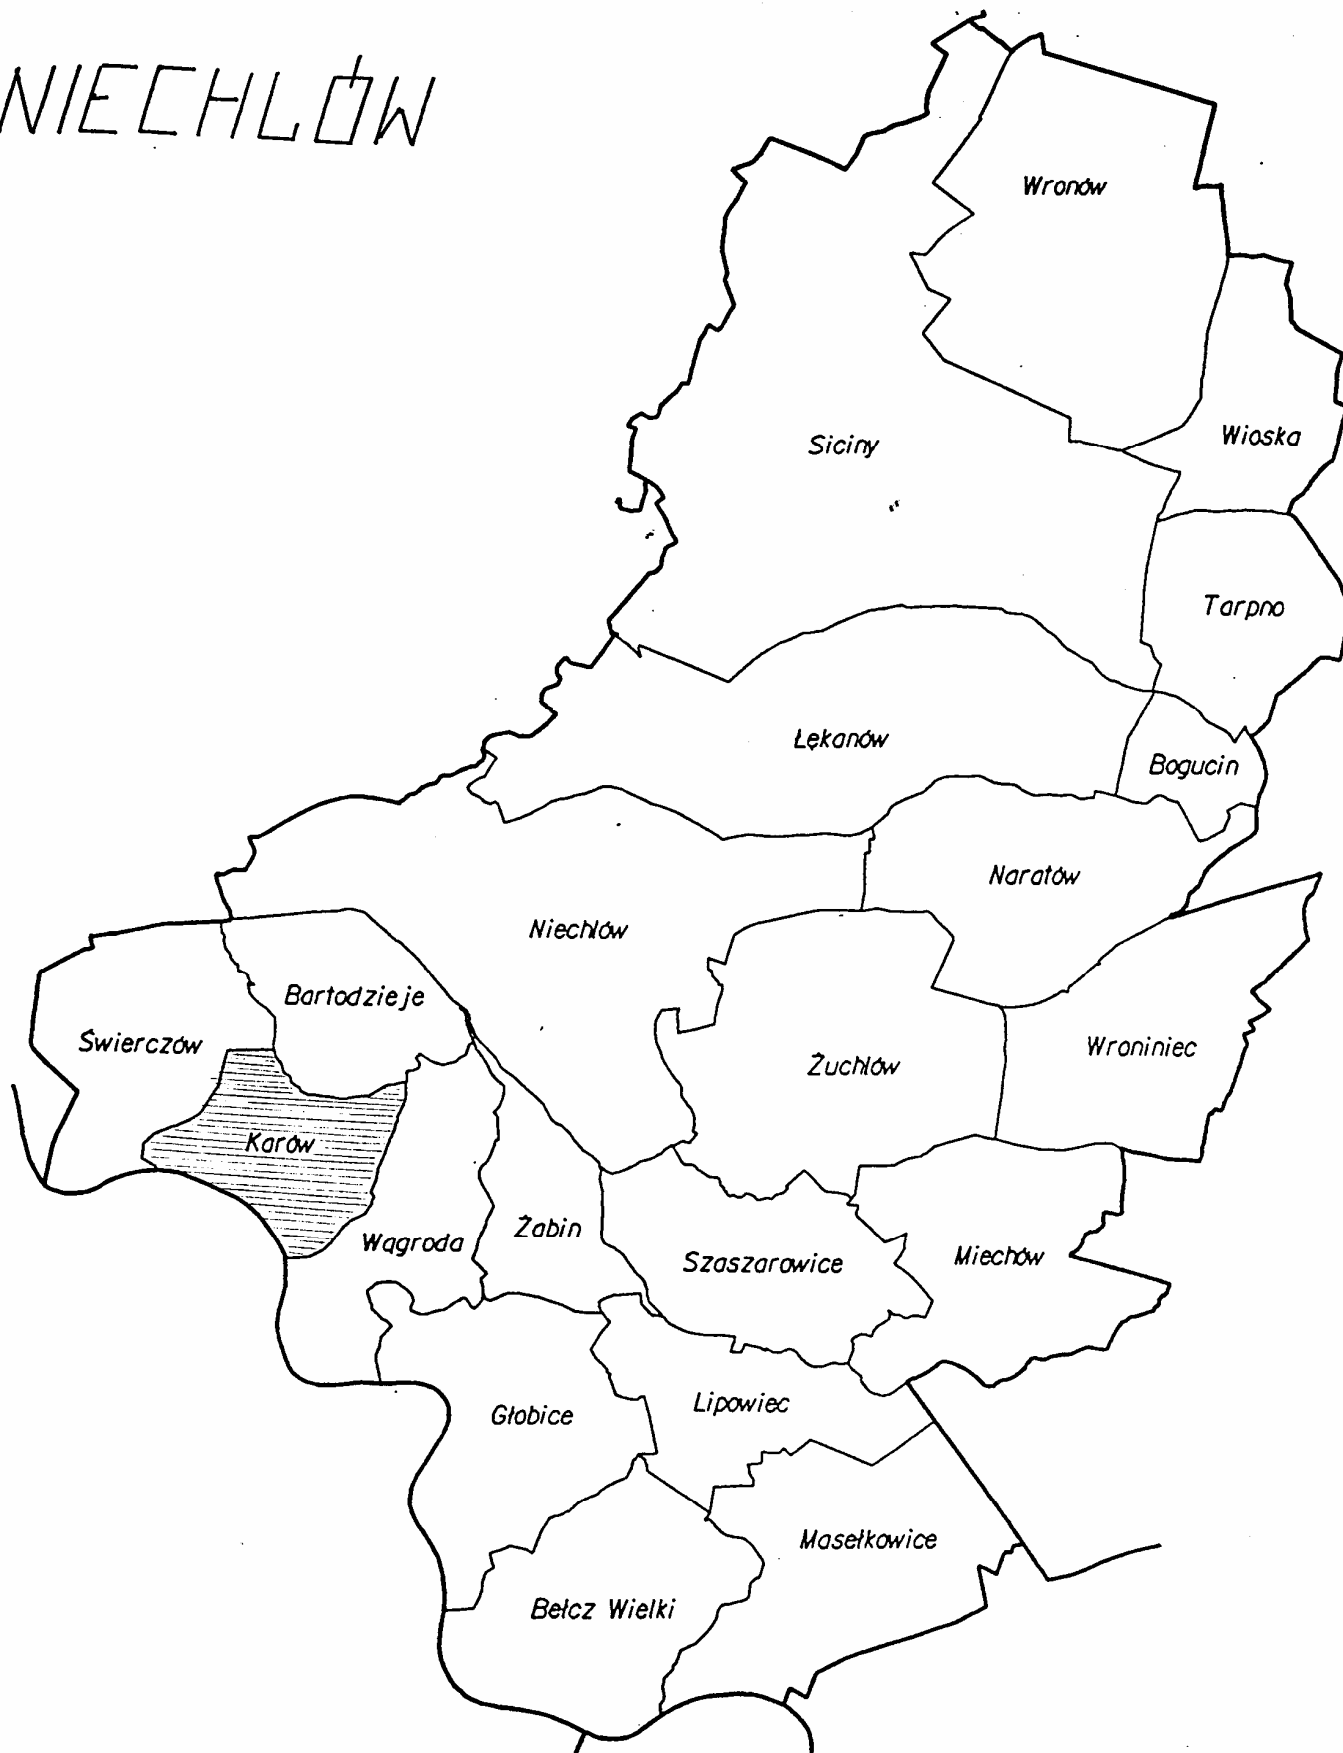 NIECHLÓW
Wronów
Siciny
Wioska
Tarpno
Łękanów
Bogucin
Naratów
Niechlów
Bartodzieje
Świerczów
Żuchlów
Wroniniec
Karów
Wągroda
Żabin
Szaszarowice
Miechów
Głobice
Lipowiec
Masełkowice
Bełcz Wielki